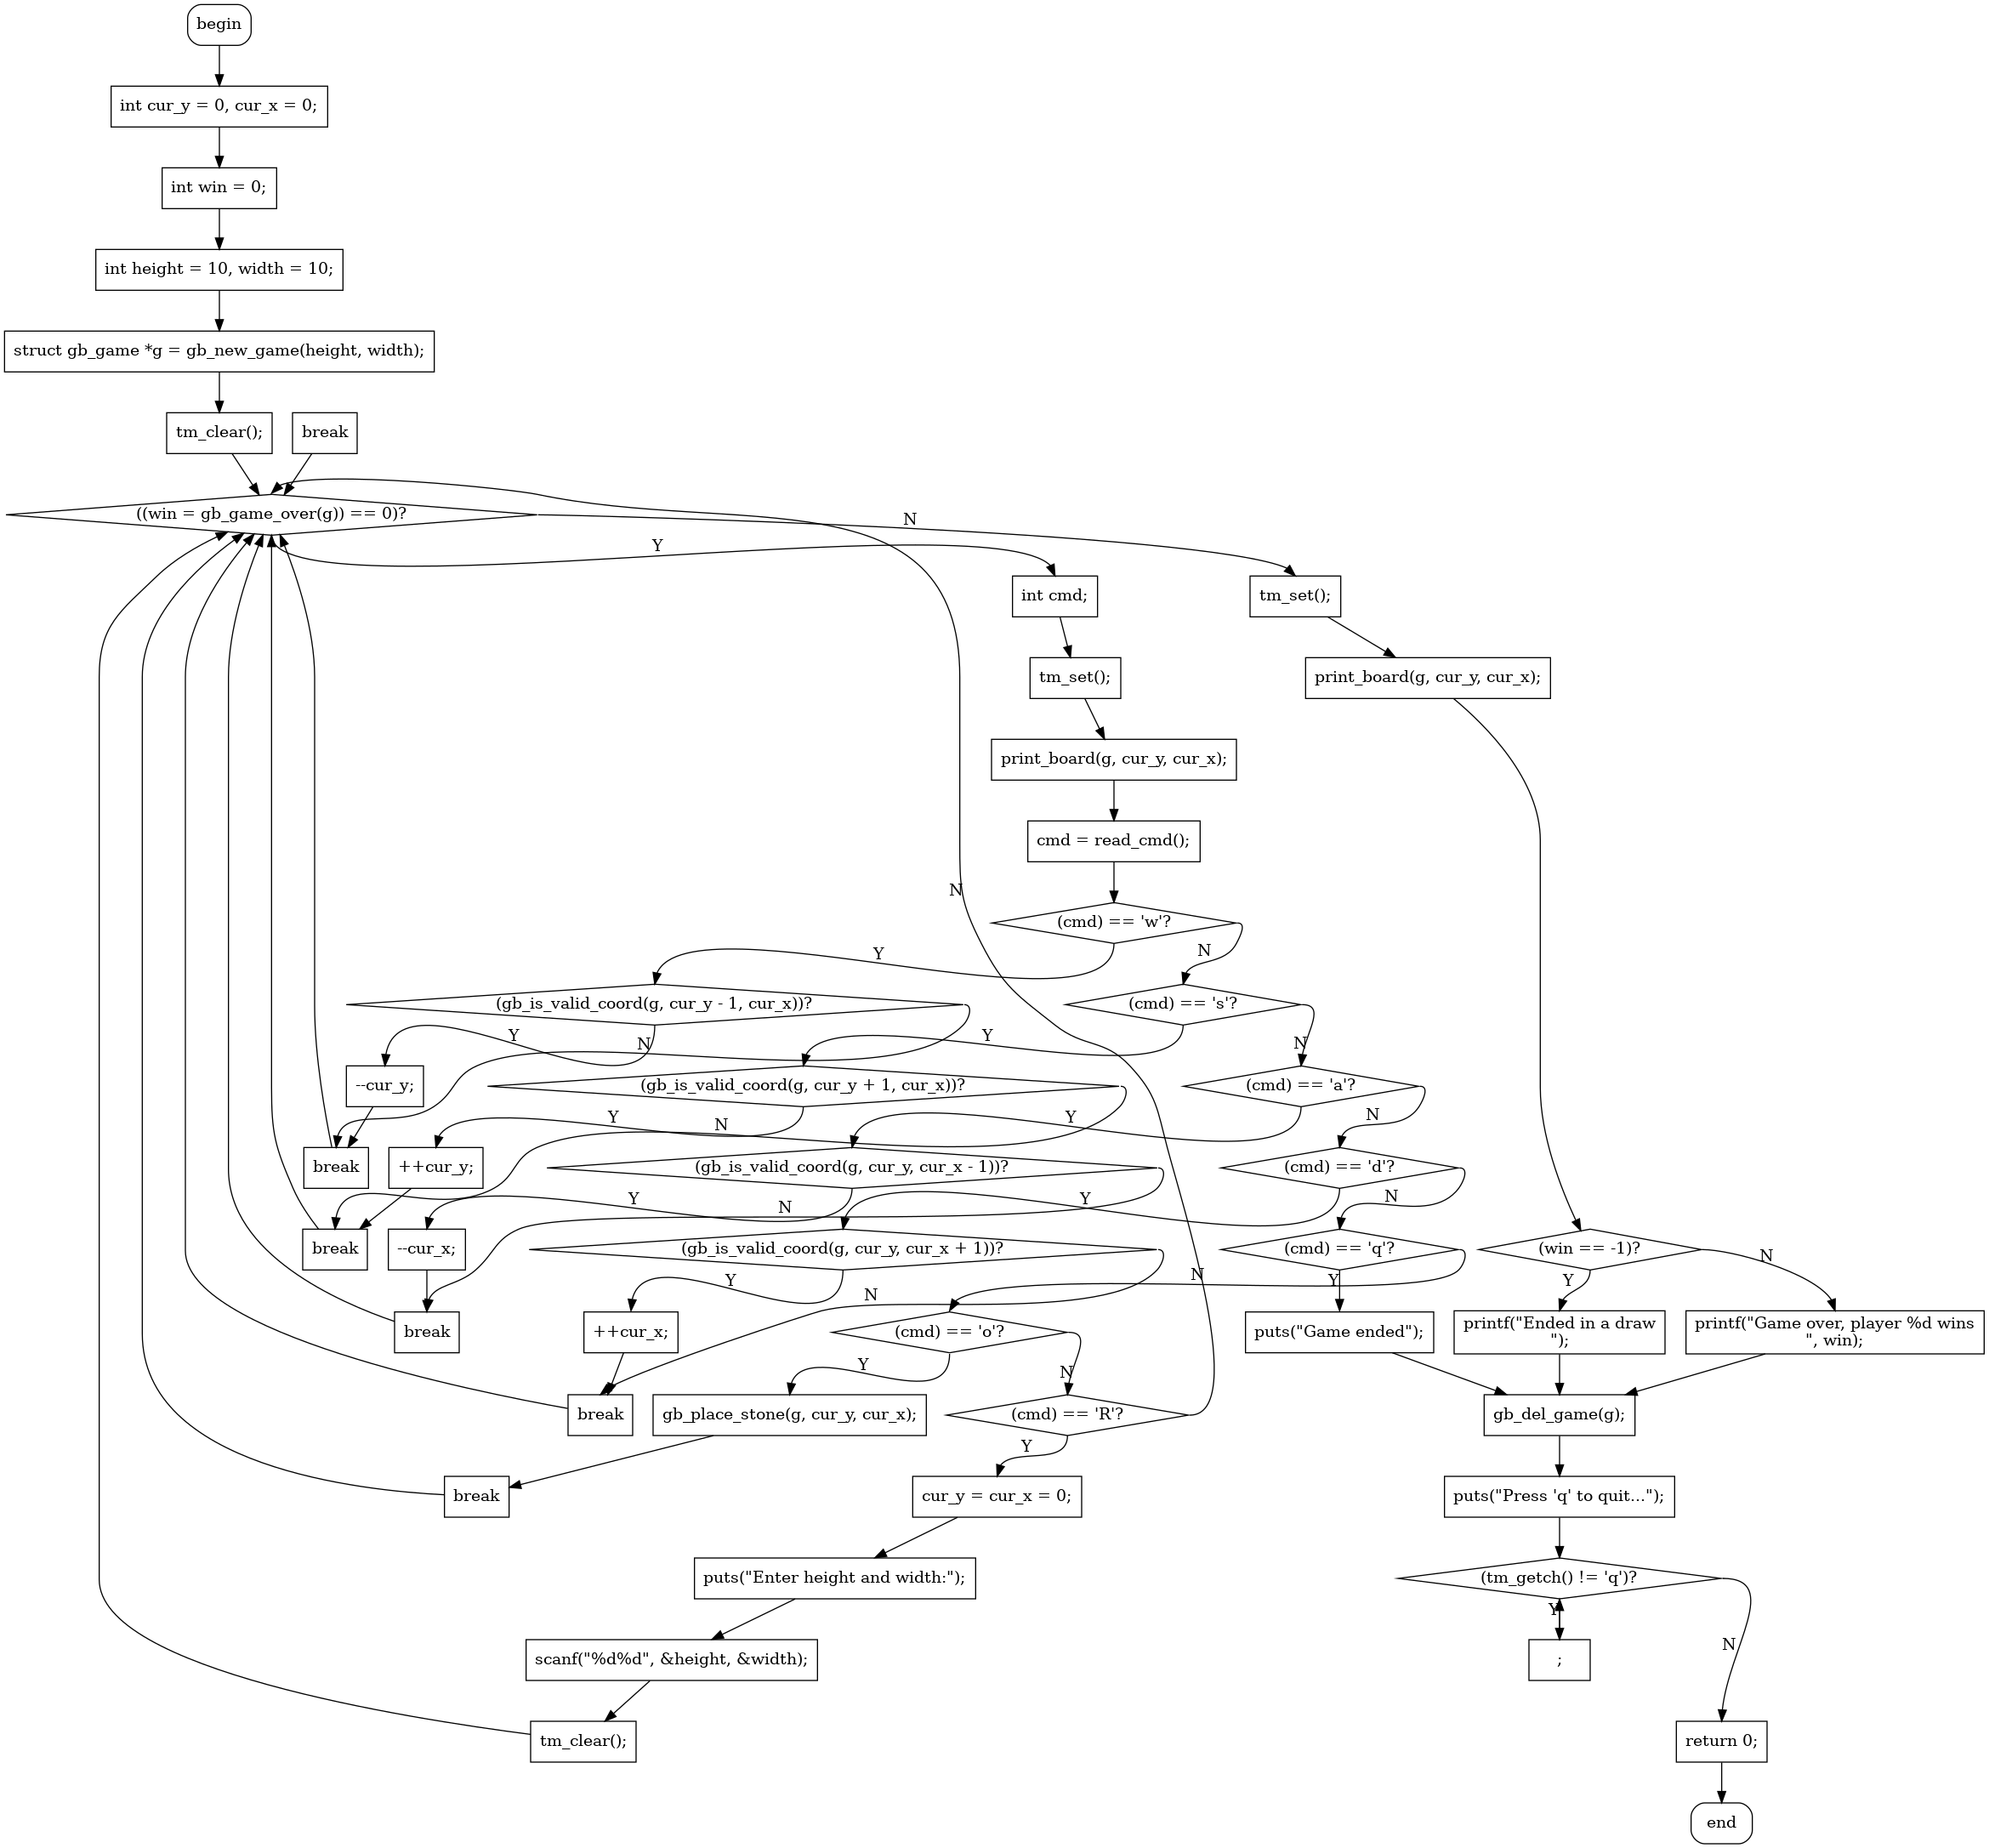 begin
int cur_y = 0, cur_x = 0;
int win = 0;
int height = 10, width = 10;
struct gb_game *g = gb_new_game(height, width);
tm_clear();
break
((win = gb_game_over(g)) == 0)?
N
Y
int cmd;
tm_set();
tm_set();
print_board(g, cur_y, cur_x);
print_board(g, cur_y, cur_x);
cmd = read_cmd();
N
(cmd) == 'w'?
Y
N
(gb_is_valid_coord(g, cur_y - 1, cur_x))?
(cmd) == 's'?
Y
N
Y
N
--cur_y;
(gb_is_valid_coord(g, cur_y + 1, cur_x))?
(cmd) == 'a'?
Y
N
Y
N
break
++cur_y;
(gb_is_valid_coord(g, cur_y, cur_x - 1))?
(cmd) == 'd'?
Y
N
Y
N
break
--cur_x;
(gb_is_valid_coord(g, cur_y, cur_x + 1))?
(cmd) == 'q'?
(win == -1)?
N
Y
N
N
Y
Y
break
++cur_x;
(cmd) == 'o'?
puts("Game ended");
printf("Ended in a draw
");
printf("Game over, player %d wins
", win);
Y
N
break
gb_place_stone(g, cur_y, cur_x);
(cmd) == 'R'?
gb_del_game(g);
Y
break
cur_y = cur_x = 0;
puts("Press 'q' to quit...");
puts("Enter height and width:");
(tm_getch() != 'q')?
Y
N
scanf("%d%d", &height, &width);
;
tm_clear();
return 0;
end